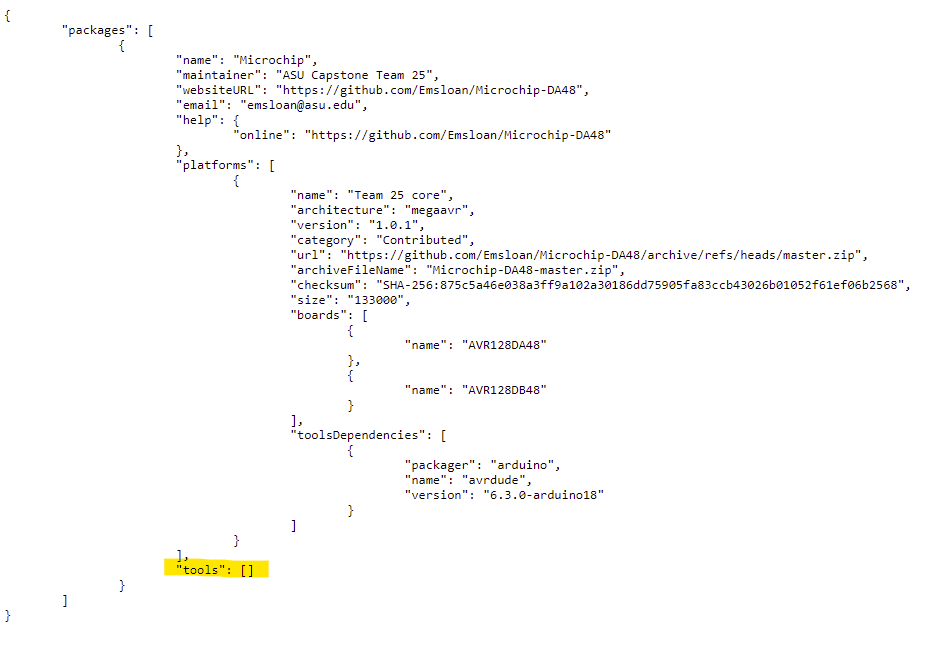 {
"packages": [
{
"name": "Microchip",
"maintainer": "ASU Capstone Team 25",
"websiteURL": "https://github.com/Emsloan/Microchip-DA48",
"email": "emsloan@asu.edu",
"help": {
"online": "https://github.com/Emsloan/Microchip-DA48"
},
"platforms": [
{
"name": "Team 25 core",
"architecture": "megaavr",
"version": "1.0.1",
"category": "Contributed",
"url": "https://github.com/Emsloan/Microchip-DA48/archive/refs/heads/master.zip",
"archiveFileName": "Microchip-DA48-master.zip",
"checksum": "SHA-256:875c5a46e038a3ff9a102a30186dd75905fa83ccb43026b01052f61ef06b2568",
"size": "133000",
"boards": [
{
"name": "AVR128DA48"
},
{
"name": "AVR128DB48"
}
],
"toolsDependencies": [
{
"packager": "arduino",
"name": "avrdude",
"version": "6.3.0-arduino18"
}
]
}
],
"tools": []
}
]
}